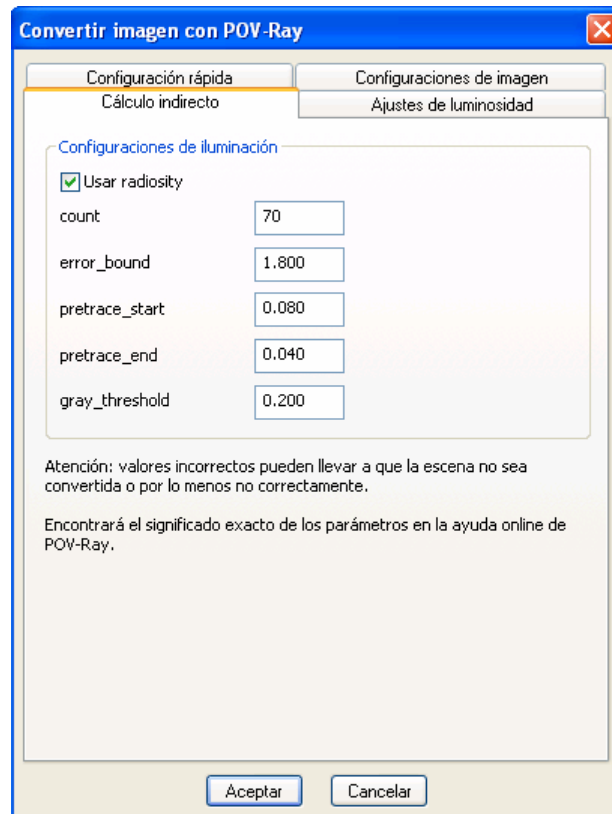 Convertir imagen con POV-Ray
Configuración rápida
Configuraciones de imagen
Cálculo indirecto
Ajustes de luminosidad
Configuraciones de iluminación
Usar radiosity
count 70
error_bound 1.800
pretrace_start 0.080
pretrace_end 0.040
gray_threshold 0.200
Atención: valores incorrectos pueden llevar a que la escena no sea
convertida o por lo menos no correctamente.
Encontrará el significado exacto de los parámetros en la ayuda online de
POV-Ray.
Aceptar
Cancelar